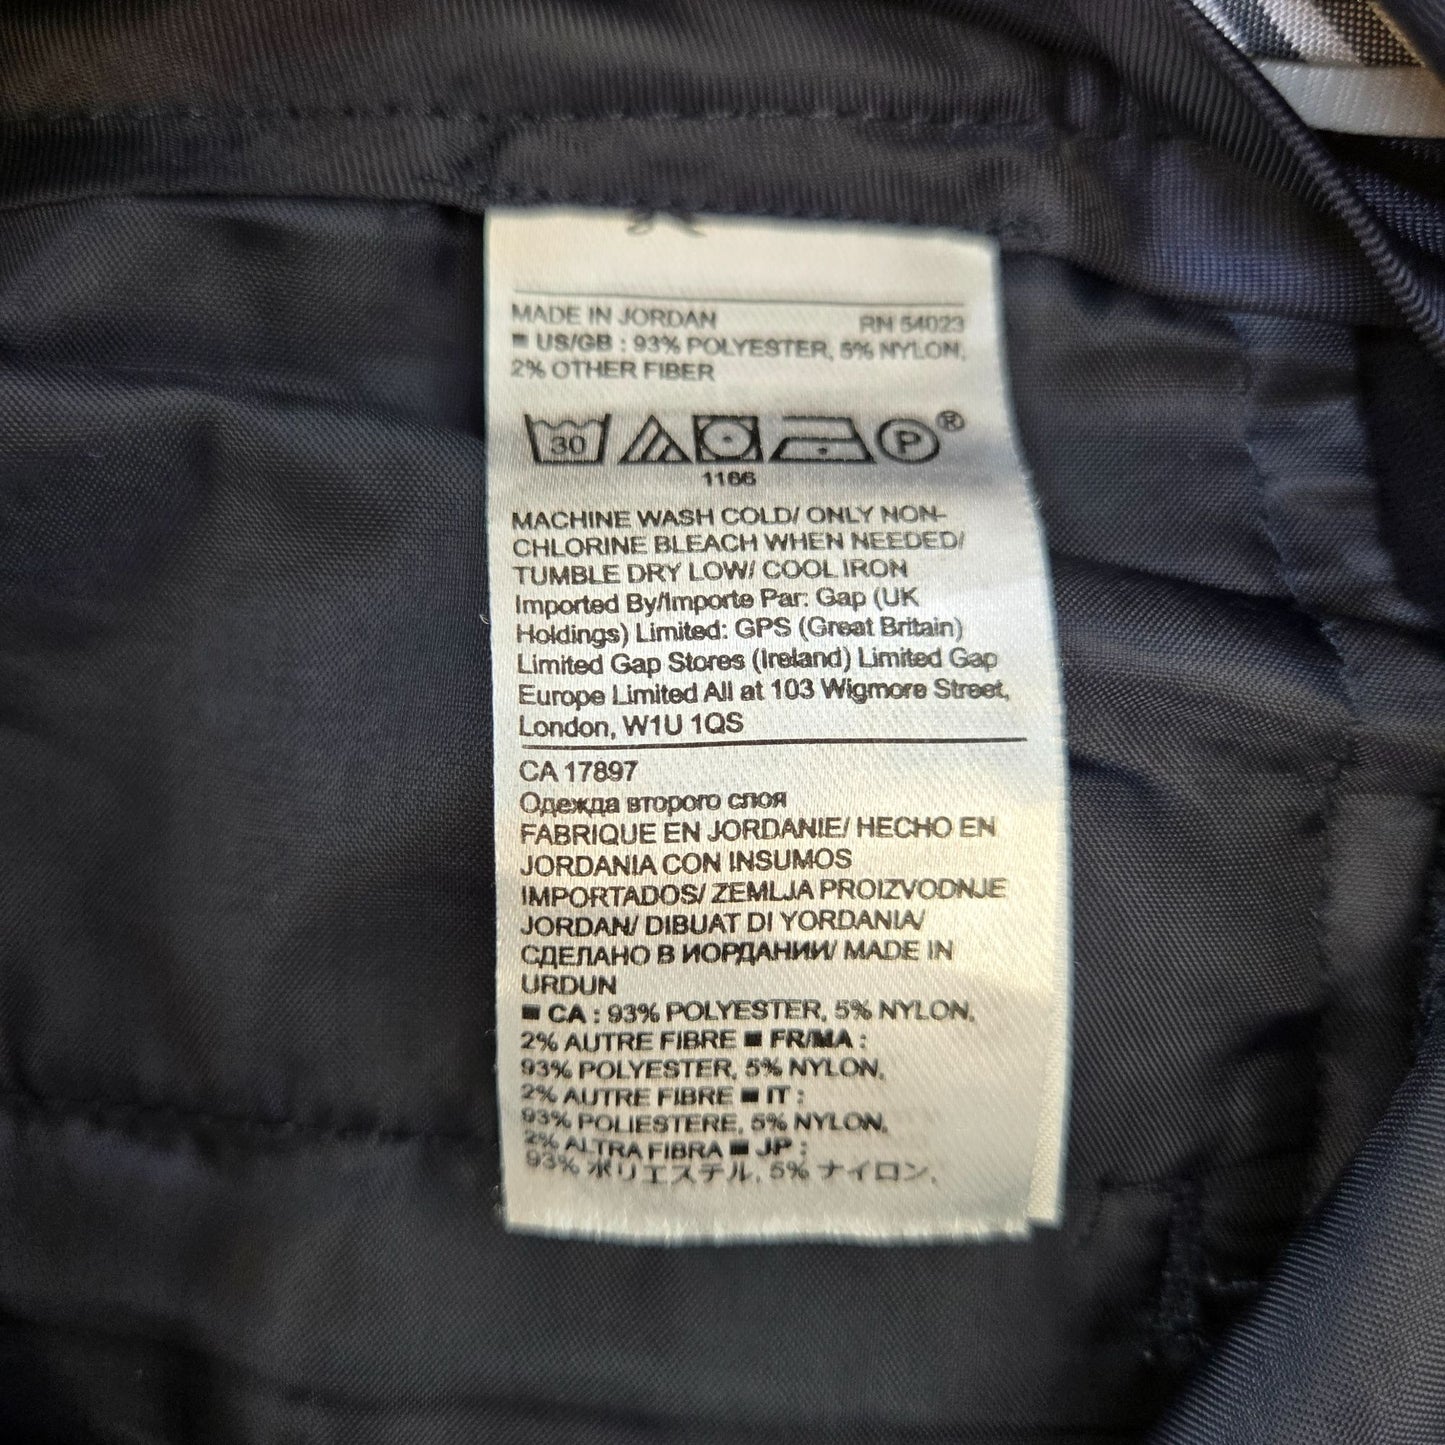 MADE IN JORDAN RN 54023
■ US/GB : 93% POLYESTER, 5% NYLON,
2% OTHER FIBER
30 P®
1166
MACHINE WASH COLD/ ONLY NON-
CHLORINE BLEACH WHEN NEEDED/
TUMBLE DRY LOW/ COOL IRON
Imported By/Importe Par: Gap (UK
Holdings) Limited: GPS (Great Britain)
Limited Gap Stores (Ireland) Limited Gap
Europe Limited All at 103 Wigmore Street,
London, W1U 1QS
CA 17897
Одежда второго слоя
FABRIQUE EN JORDANIE/ HECHO EN
JORDANIA CON INSUMOS
IMPORTADOS/ ZEMLJA PROIZVODNJE
JORDAN/ DIBUAT DI YORDANIA/
СДЕЛАНО В ИОРДАНИИ/ MADE IN
URDUN
■ CA : 93% POLYESTER, 5% NYLON,
2% AUTRE FIBRE ■ FR/MA :
93% POLYESTER, 5% NYLON,
2% AUTRE FIBRE ■ IT :
93% POLIESTERE, 5% NYLON,
2% ALTRA FIBRA ■ JP :
93% ポリエステル, 5% ナイロン,